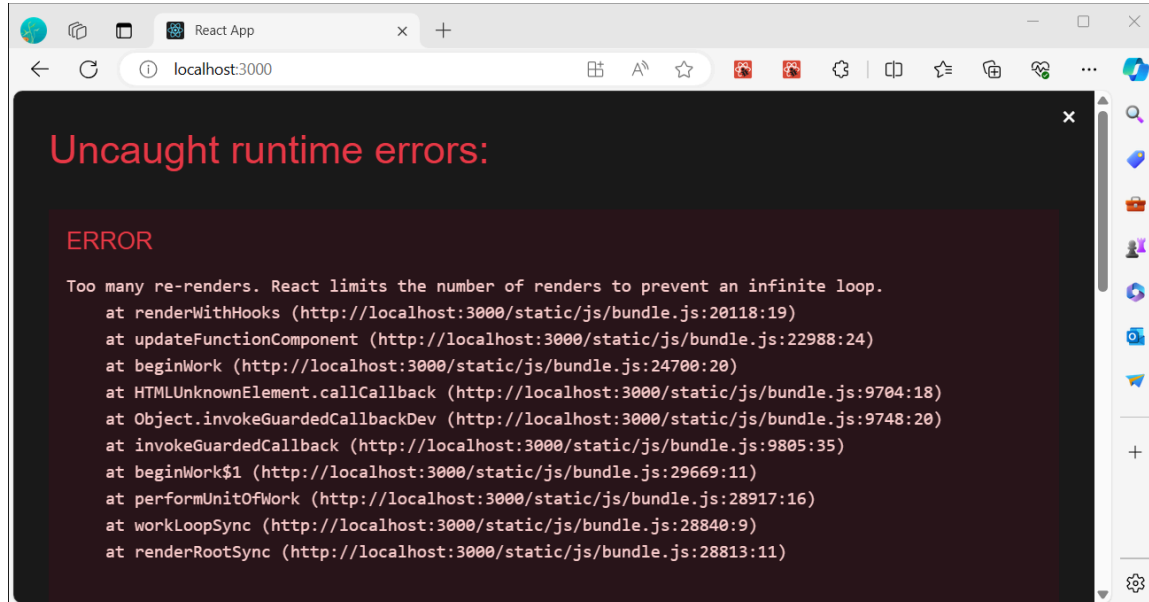 React App
localhost:3000
Uncaught runtime errors:
ERROR
Too many re-renders. React limits the number of renders to prevent an infinite loop.
at renderWithHooks (http://localhost:3000/static/js/bundle.js:20118:19)
at updateFunctionComponent (http://localhost:3000/static/js/bundle.js:22988:24)
at beginWork (http://localhost:3000/static/js/bundle.js:24700:20)
at HTMLUnknownElement.callCallback (http://localhost:3000/static/js/bundle.js:9704:18)
at Object.invokeGuardedCallbackDev (http://localhost:3000/static/js/bundle.js:9748:20)
at invokeGuardedCallback (http://localhost:3000/static/js/bundle.js:9805:35)
at beginWork$1 (http://localhost:3000/static/js/bundle.js:29669:11)
at performUnitOfWork (http://localhost:3000/static/js/bundle.js:28917:16)
at workLoopSync (http://localhost:3000/static/js/bundle.js:28840:9)
at renderRootSync (http://localhost:3000/static/js/bundle.js:28813:11)